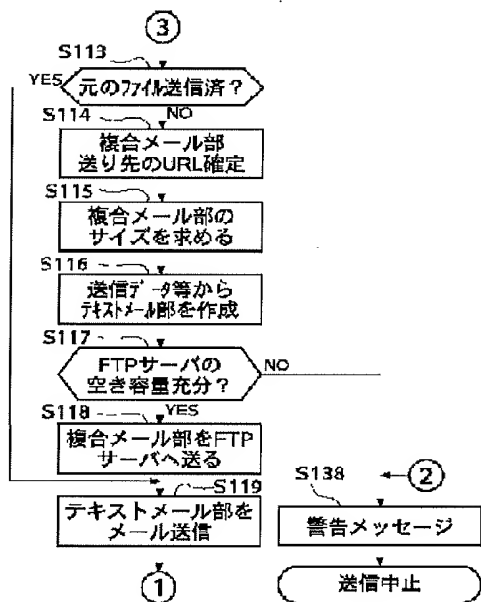 ③
S113
元のファイル送信済？
YES
NO
S114
複合メール部
送り先のURL確定
S115
複合メール部の
サイズを求める
S116
送信データ等から
テキストメール部を作成
S117
FTPサーバの
空き容量充分？
NO
YES
S118
複合メール部をFTP
サーバへ送る
S119
テキストメール部を
メール送信
①
②
S138
警告メッセージ
送信中止